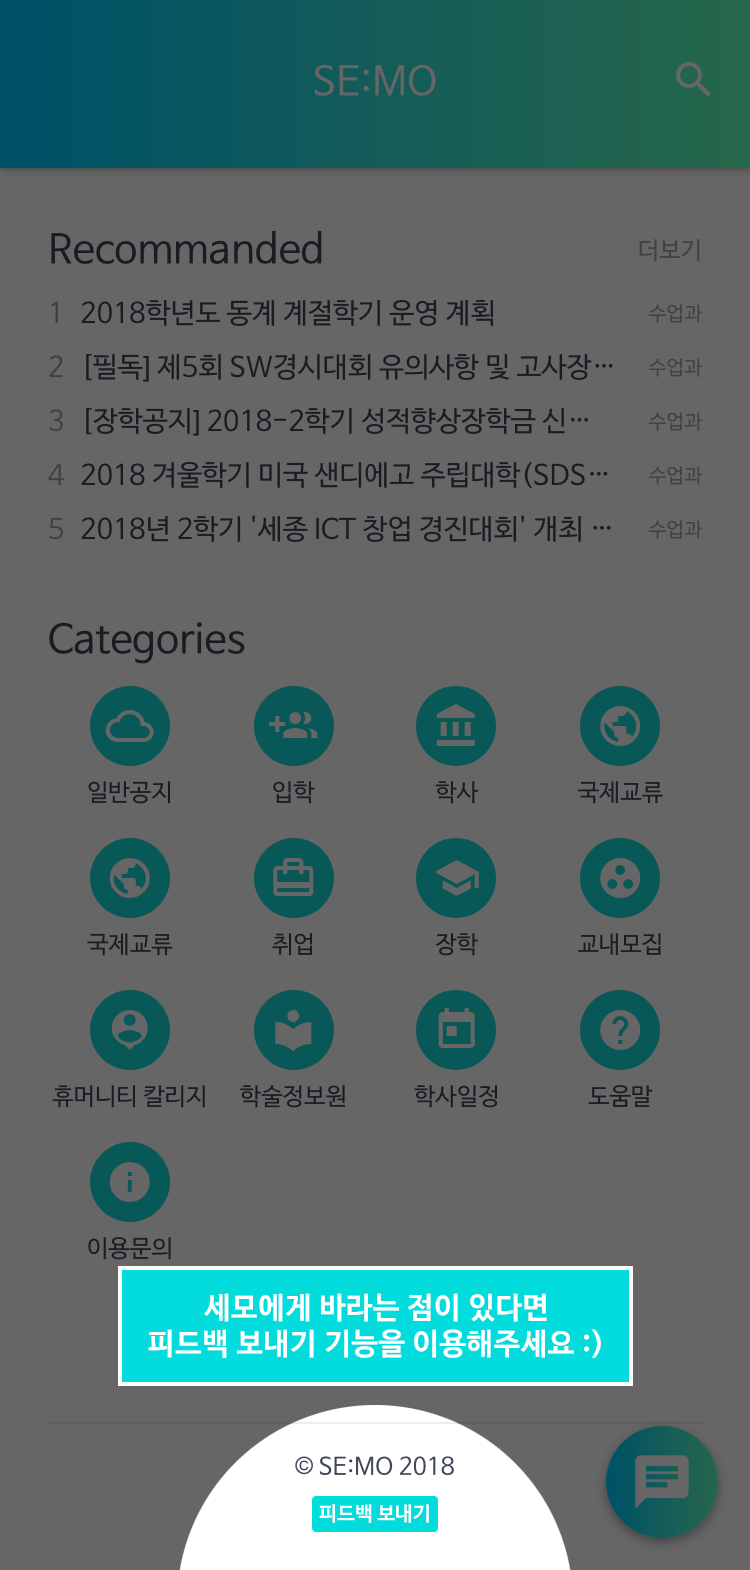 SE:MO
Recommanded 더보기
1 2018학년도 동계 계절학기 운영 계획 수업과
2 [필독] 제5회 SW경시대회 유의사항 및 고사장… 수업과
3 [장학공지] 2018-2학기 성적향상장학금 신… 수업과
4 2018 겨울학기 미국 샌디에고 주립대학(SDS… 수업과
5 2018년 2학기 '세종 ICT 창업 경진대회' 개최 … 수업과
Categories
일반공지 입학 학사 국제교류
국제교류 취업 장학 교내모집
휴머니티 칼리지 학술정보원 학사일정 도움말
이용문의
세모에게 바라는 점이 있다면
피드백 보내기 기능을 이용해주세요 :)
© SE:MO 2018
피드백 보내기